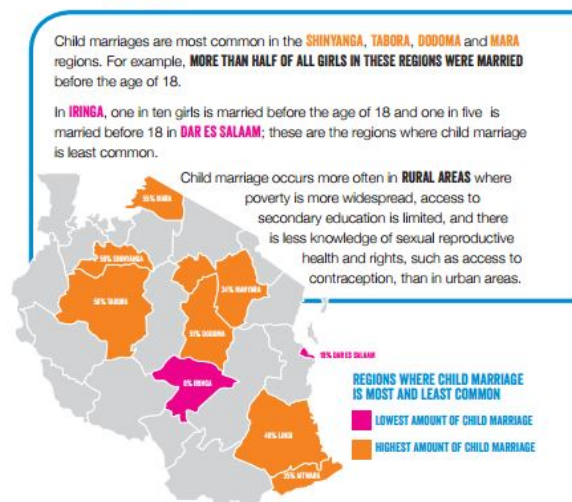 Child marriages are most common in the SHINYANGA, TABORA, DODOMA and MARA
regions. For example, MORE THAN HALF OF ALL GIRLS IN THESE REGIONS WERE MARRIED
before the age of 18.
In IRINGA, one in ten girls is married before the age of 18 and one in five is
married before 18 in DAR ES SALAAM; these are the regions where child marriage
is least common.
Child marriage occurs more often in RURAL AREAS where
poverty is more widespread, access to
secondary education is limited, and there
is less knowledge of sexual reproductive
health and rights, such as access to
contraception, than in urban areas.
55% MARA
59% SHINYANGA
34% MANYARA
58% TABORA
51% DODOMA
19% DAR ES SALAAM
8% IRINGA
REGIONS WHERE CHILD MARRIAGE
IS MOST AND LEAST COMMON
LOWEST AMOUNT OF CHILD MARRIAGE
HIGHEST AMOUNT OF CHILD MARRIAGE
LINDI
35% MTWARA